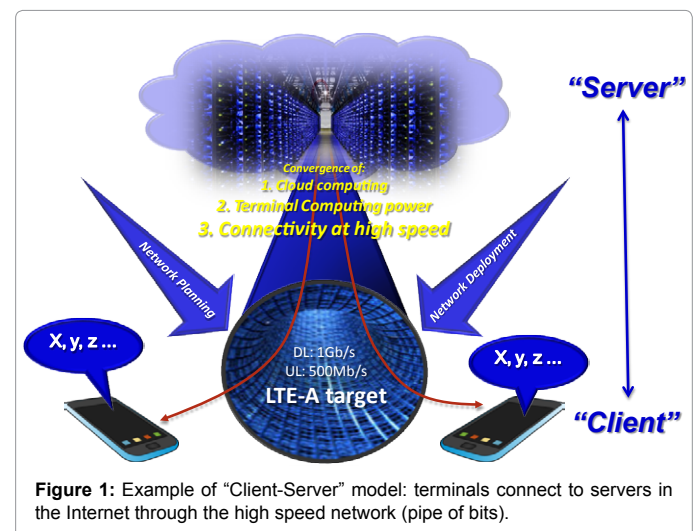 “Server”
Convergence of:
1. Cloud computing
2. Terminal Computing power
3. Connectivity at high speed
Network Planning
Network Deployment
X, y, z ...
X, y, z ...
DL: 1Gb/s
UL: 500Mb/s
LTE-A target
“Client”
Figure 1: Example of “Client-Server” model: terminals connect to servers in
the Internet through the high speed network (pipe of bits).